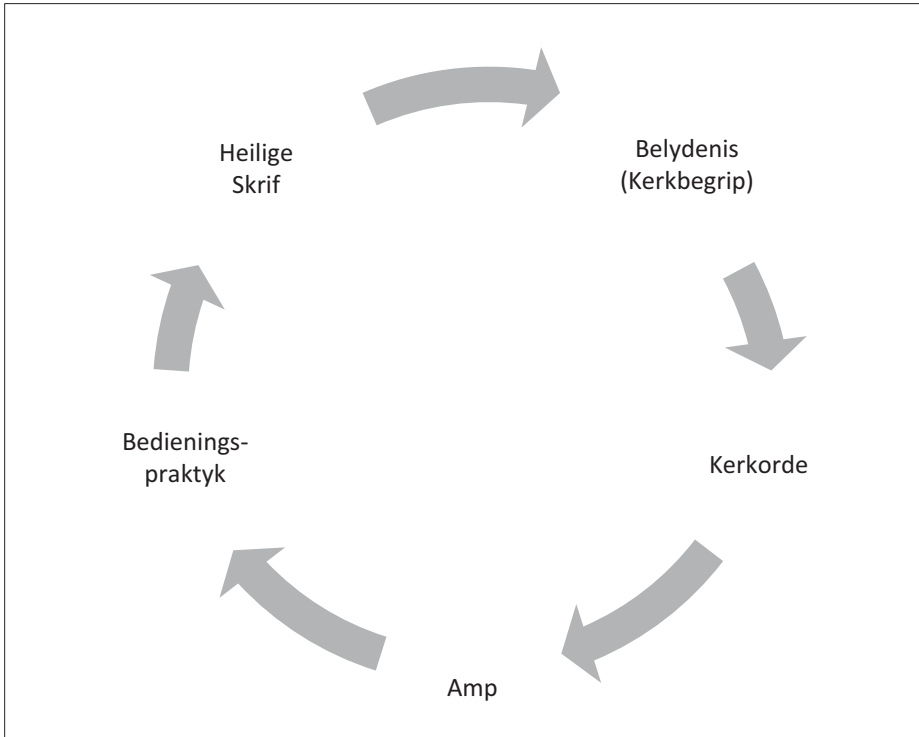 Heilige
Skrif
Belydenis
(Kerkbegrip)
Kerkorde
Amp
Bedienings-
praktyk